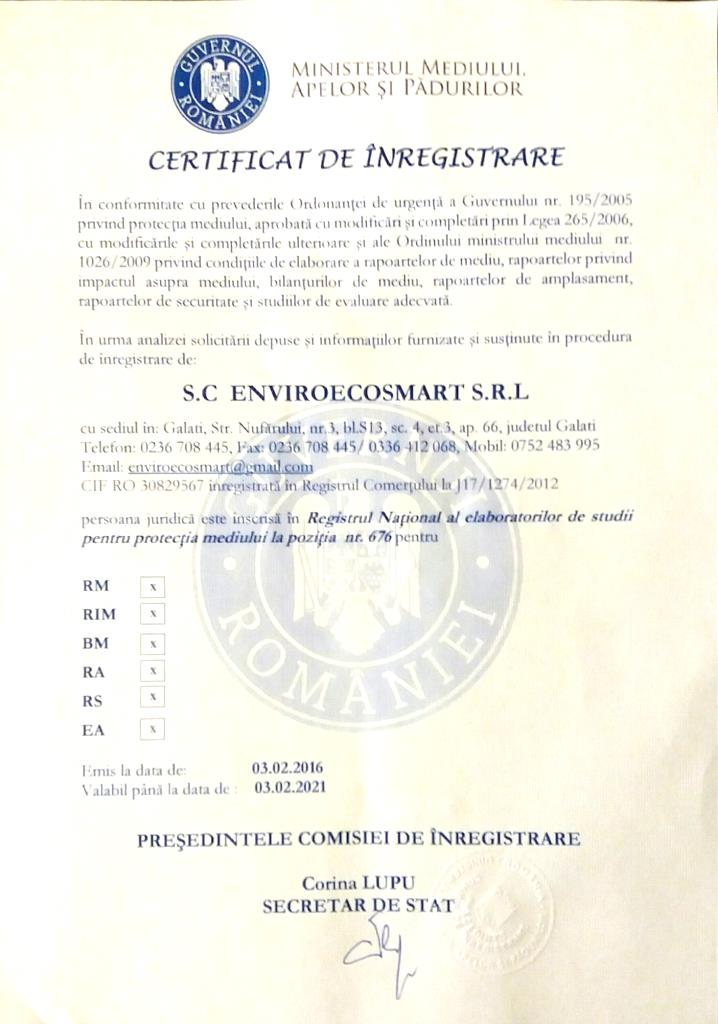 GUVERNUL ROMÂNIEI
MINISTERUL MEDIULUI,
APELOR ȘI PĂDURILOR
CERTIFICAT DE ÎNREGISTRARE
În conformitate cu prevederile Ordonanței de urgență a Guvernului nr. 195/2005
privind protecția mediului, aprobată cu modificări și completări prin Legea 265/2006,
cu modificările și completările ulterioare și ale Ordinului ministrului mediului nr.
1026/2009 privind condițiile de elaborare a rapoartelor de mediu, rapoartelor privind
impactul asupra mediului, bilanțurilor de mediu, rapoartelor de amplasament,
rapoartelor de securitate și studiilor de evaluare adecvată.
În urma analizei solicitării depuse și informațiilor furnizate și susținute în procedura
de înregistrare de:
S.C ENVIROECOSMART S.R.L
cu sediul în: Galati, Str. Nufărului, nr.3, bl.S13, sc. 4, et.3, ap. 66, județul Galati
Telefon: 0236 708 445, Fax: 0236 708 445/ 0336 412 068, Mobil: 0752 483 995
Email: enviroecosmart@gmail.com
CIF RO 30829567 înregistrată în Registrul Comerțului la J17/1274/2012
persoana juridică este înscrisă în Registrul Național al elaboratorilor de studii
pentru protecția mediului la poziția nr. 676 pentru
RM x
RIM x
BM x
RA x
RS x
EA x
GUVERNUL ROMÂNIEI
Emis la data de: 03.02.2016
Valabil până la data de : 03.02.2021
PREȘEDINTELE COMISIEI DE ÎNREGISTRARE
Corina LUPU
SECRETAR DE STAT